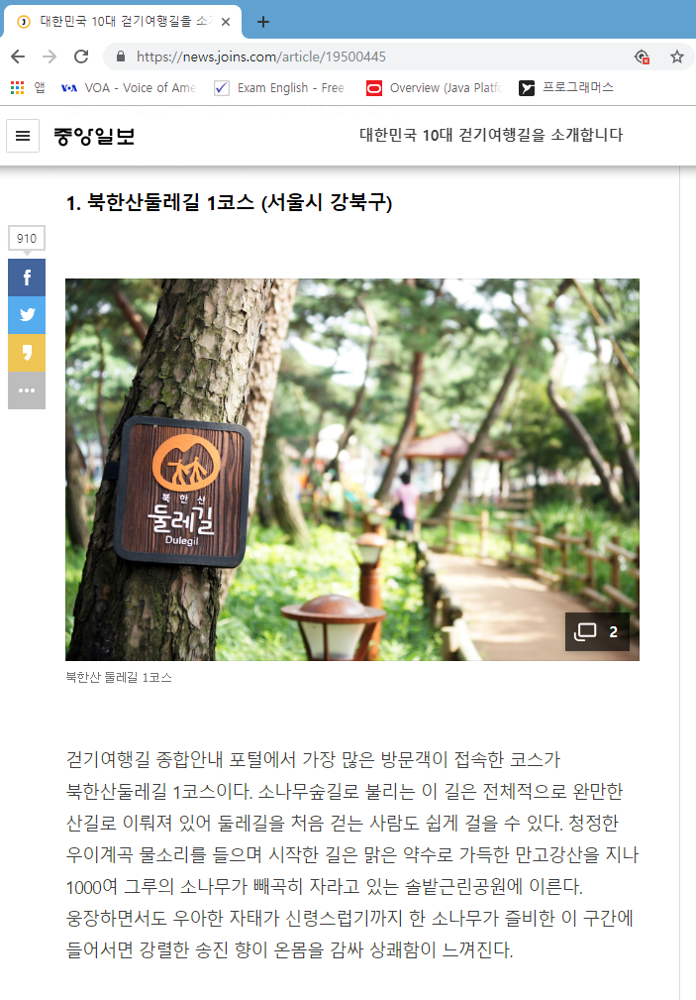 대한민국 10대 걷기여행길을 소
https://news.joins.com/article/19500445
앱 VOA - Voice of Ame Exam English - Free Overview (Java Platfo 프로그래머스
중앙일보 대한민국 10대 걷기여행길을 소개합니다
1. 북한산둘레길 1코스 (서울시 강북구)
910
북한산
둘레길
Dulegil
2
북한산 둘레길 1코스
걷기여행길 종합안내 포털에서 가장 많은 방문객이 접속한 코스가
북한산둘레길 1코스이다. 소나무숲길로 불리는 이 길은 전체적으로 완만한
산길로 이뤄져 있어 둘레길을 처음 걷는 사람도 쉽게 걸을 수 있다. 청정한
우이계곡 물소리를 들으며 시작한 길은 맑은 약수로 가득한 만고강산을 지나
1000여 그루의 소나무가 빼곡히 자라고 있는 솔밭근린공원에 이른다.
웅장하면서도 우아한 자태가 신령스럽기까지 한 소나무가 즐비한 이 구간에
들어서면 강렬한 송진 향이 온몸을 감싸 상쾌함이 느껴진다.